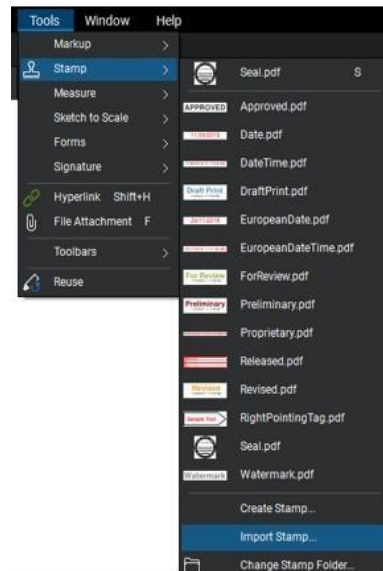 Tools Window Help
Markup
Stamp
Measure
Sketch to Scale
Forms
Signature
Hyperlink Shift+H
File Attachment F
Toolbars
Reuse
Seal.pdf S
APPROVED Approved.pdf
Date.pdf
DateTime.pdf
Draft Print DraftPrint.pdf
EuropeanDate.pdf
EuropeanDateTime.pdf
For Review ForReview.pdf
Preliminary Preliminary.pdf
Proprietary.pdf
Released.pdf
Revised Revised.pdf
Sample Text RightPointingTag.pdf
Seal.pdf
Watermark Watermark.pdf
Create Stamp...
Import Stamp...
Change Stamp Folder...